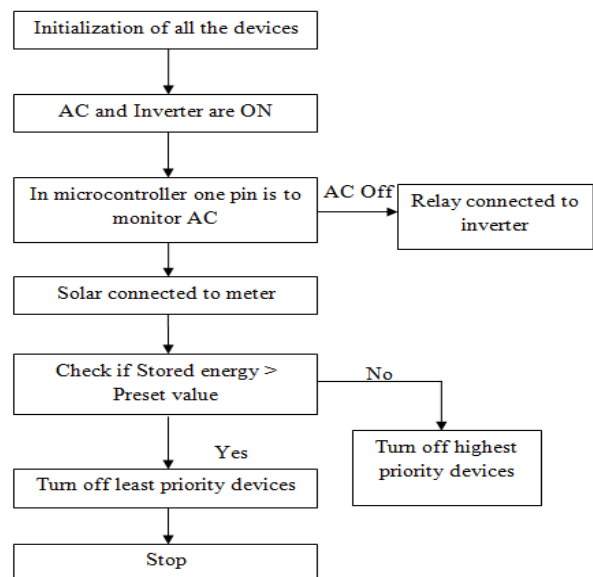 Initialization of all the devices
AC and Inverter are ON
In microcontroller one pin is to
monitor AC
AC Off
Relay connected to
inverter
Solar connected to meter
Check if Stored energy >
Preset value
No
Yes
Turn off highest
priority devices
Turn off least priority devices
Stop